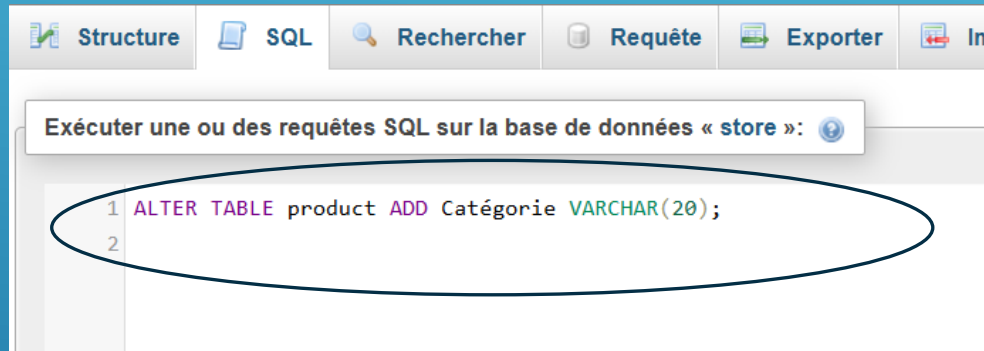 Structure SQL Rechercher Requête Exporter
Exécuter une ou des requêtes SQL sur la base de données « store »:
1 ALTER TABLE product ADD Catégorie VARCHAR(20);
2